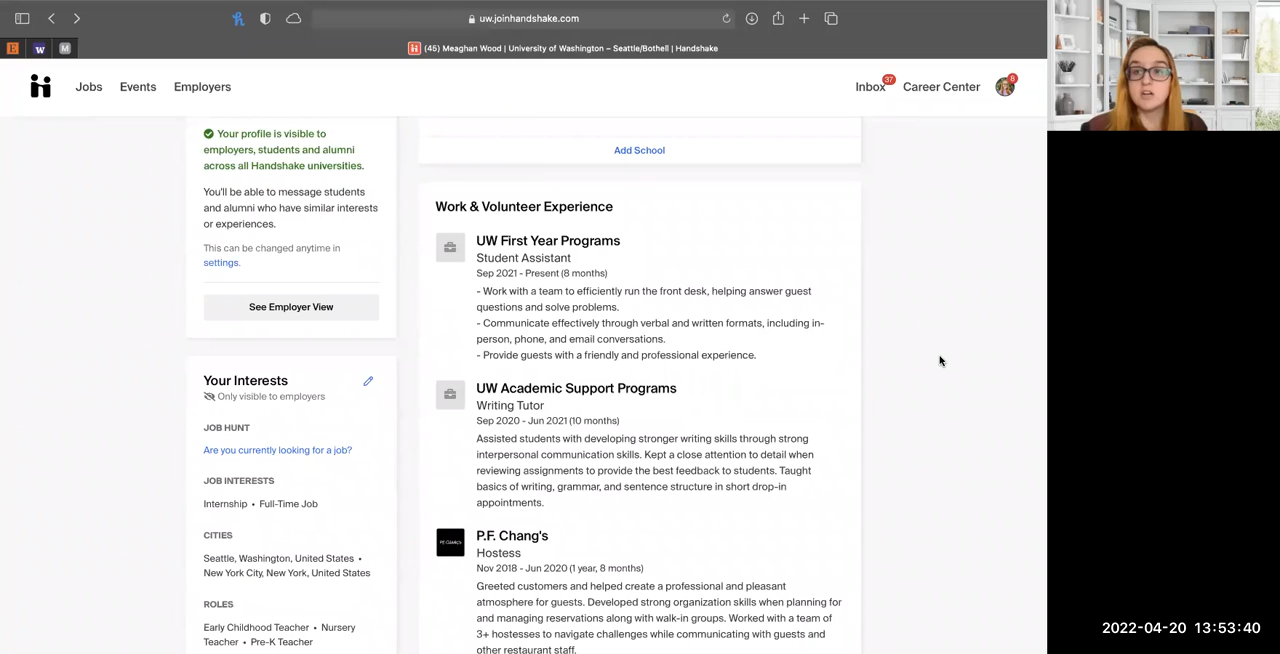 uw.joinhandshake.com
E
w
M
(45) Meaghan Wood | University of Washington – Seattle/Bothell | Handshake
Jobs
Events
Employers
Inbox
37
Career Center
8
Your profile is visible to
employers, students and alumni
across all Handshake universities.
You'll be able to message students
and alumni who have similar interests
or experiences.
This can be changed anytime in
settings.
See Employer View
Your Interests
Only visible to employers
JOB HUNT
Are you currently looking for a job?
JOB INTERESTS
Internship • Full-Time Job
CITIES
Seattle, Washington, United States •
New York City, New York, United States
ROLES
Early Childhood Teacher • Nursery
Teacher • Pre-K Teacher
Add School
Work & Volunteer Experience
UW First Year Programs
Student Assistant
Sep 2021 - Present (8 months)
- Work with a team to efficiently run the front desk, helping answer guest
questions and solve problems.
- Communicate effectively through verbal and written formats, including in-
person, phone, and email conversations.
- Provide guests with a friendly and professional experience.
UW Academic Support Programs
Writing Tutor
Sep 2020 - Jun 2021 (10 months)
Assisted students with developing stronger writing skills through strong
interpersonal communication skills. Kept a close attention to detail when
reviewing assignments to provide the best feedback to students. Taught
basics of writing, grammar, and sentence structure in short drop-in
appointments.
P.F. CHANG'S
P.F. Chang's
Hostess
Nov 2018 - Jun 2020 (1 year, 8 months)
Greeted customers and helped create a professional and pleasant
atmosphere for guests. Developed strong organization skills when planning for
and managing reservations along with walk-in groups. Worked with a team of
3+ hostesses to navigate challenges while communicating with guests and
other restaurant staff.
2022-04-20 13:53:40